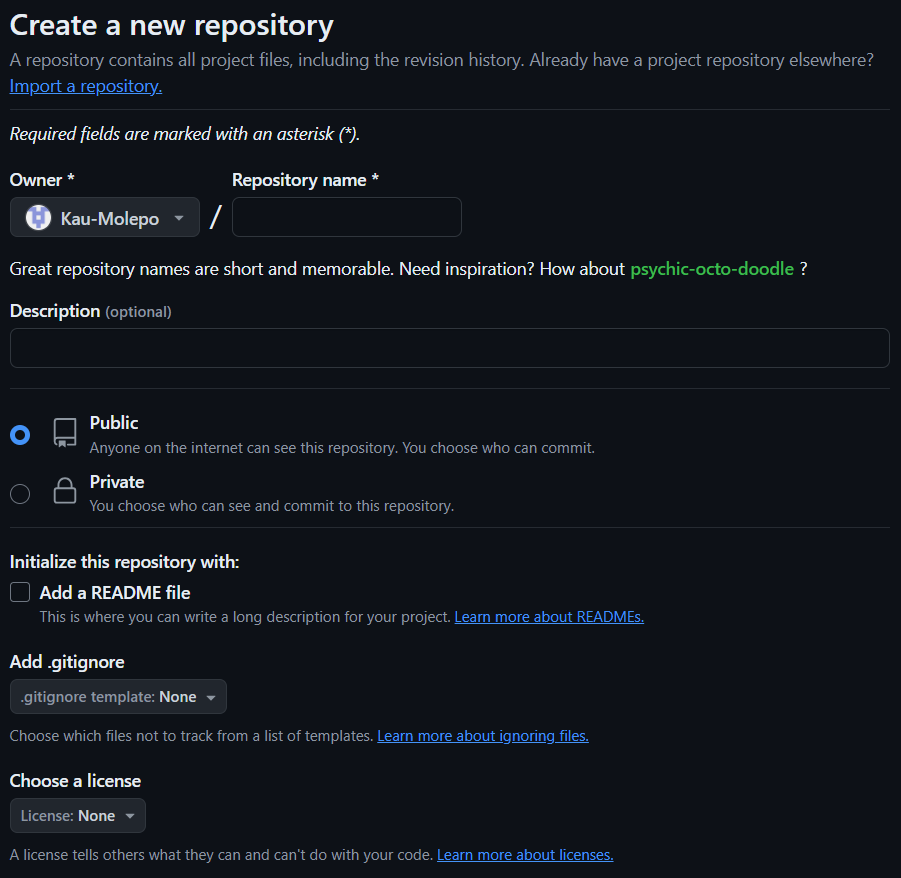 Create a new repository
A repository contains all project files, including the revision history. Already have a project repository elsewhere?
Import a repository.
Required fields are marked with an asterisk (*).
Owner *
Repository name *
Kau-Molepo
/
Great repository names are short and memorable. Need inspiration? How about psychic-octo-doodle ?
Description (optional)
Public
Anyone on the internet can see this repository. You choose who can commit.
Private
You choose who can see and commit to this repository.
Initialize this repository with:
Add a README file
This is where you can write a long description for your project. Learn more about READMEs.
Add .gitignore
.gitignore template: None
Choose which files not to track from a list of templates. Learn more about ignoring files.
Choose a license
License: None
A license tells others what they can and can't do with your code. Learn more about licenses.